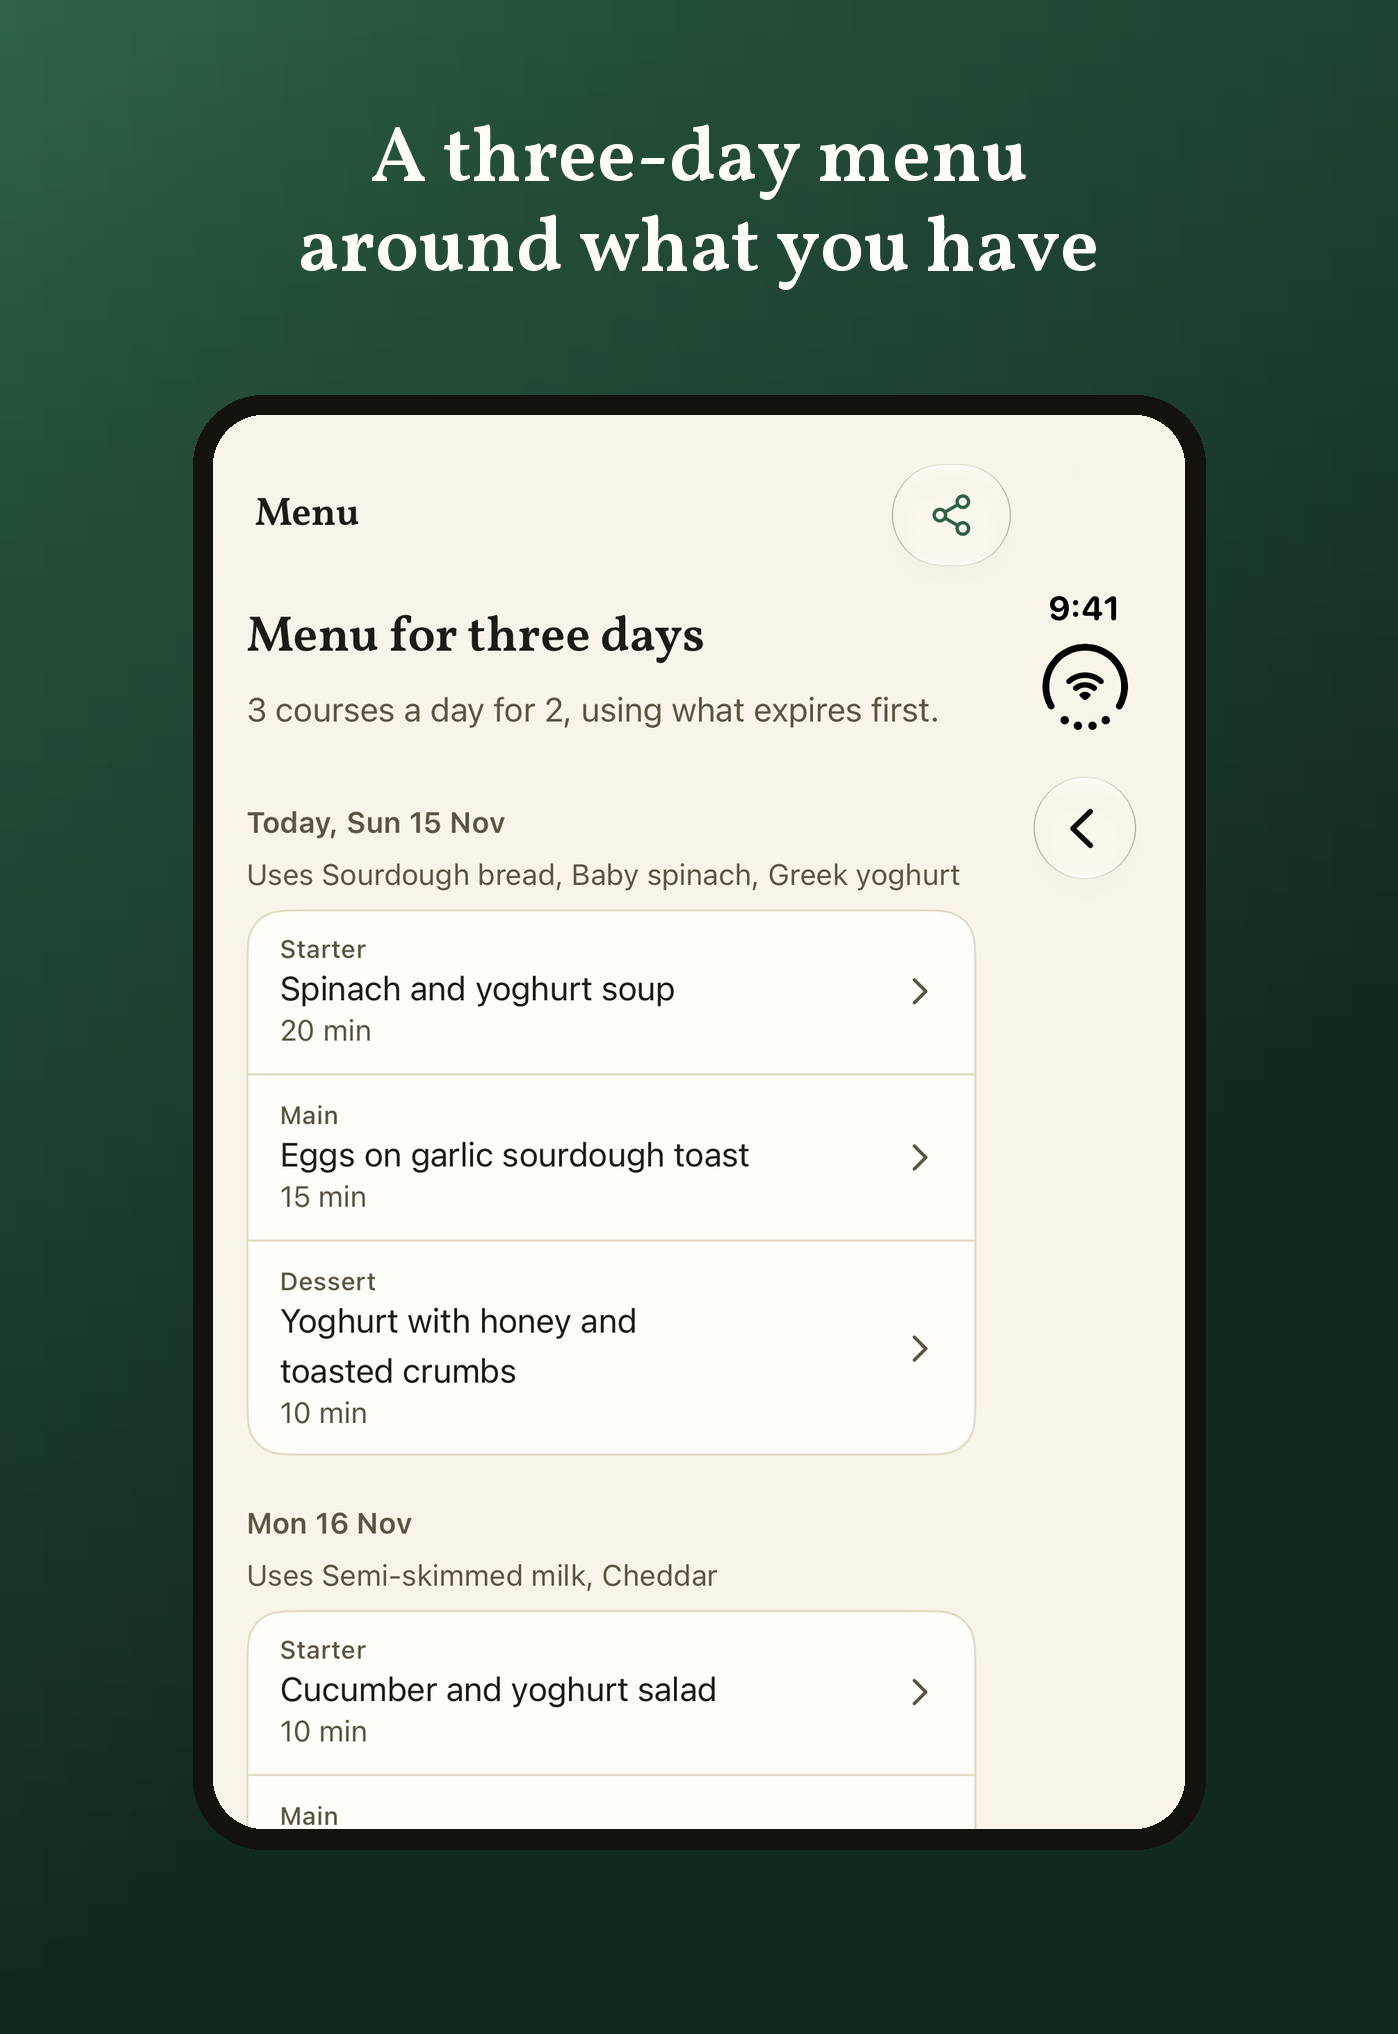 A three-day menu
around what you have
Menu
Menu for three days
9:41
3 courses a day for 2, using what expires first.
Today, Sun 15 Nov
Uses Sourdough bread, Baby spinach, Greek yoghurt
Starter
Spinach and yoghurt soup
20 min
Main
Eggs on garlic sourdough toast
15 min
Dessert
Yoghurt with honey and
toasted crumbs
10 min
Mon 16 Nov
Uses Semi-skimmed milk, Cheddar
Starter
Cucumber and yoghurt salad
10 min
Main